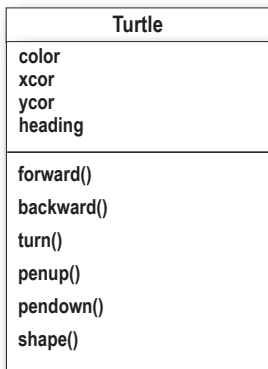 Turtle
color
xcor
ycor
heading
forward()
backward()
turn()
penup()
pendown()
shape()